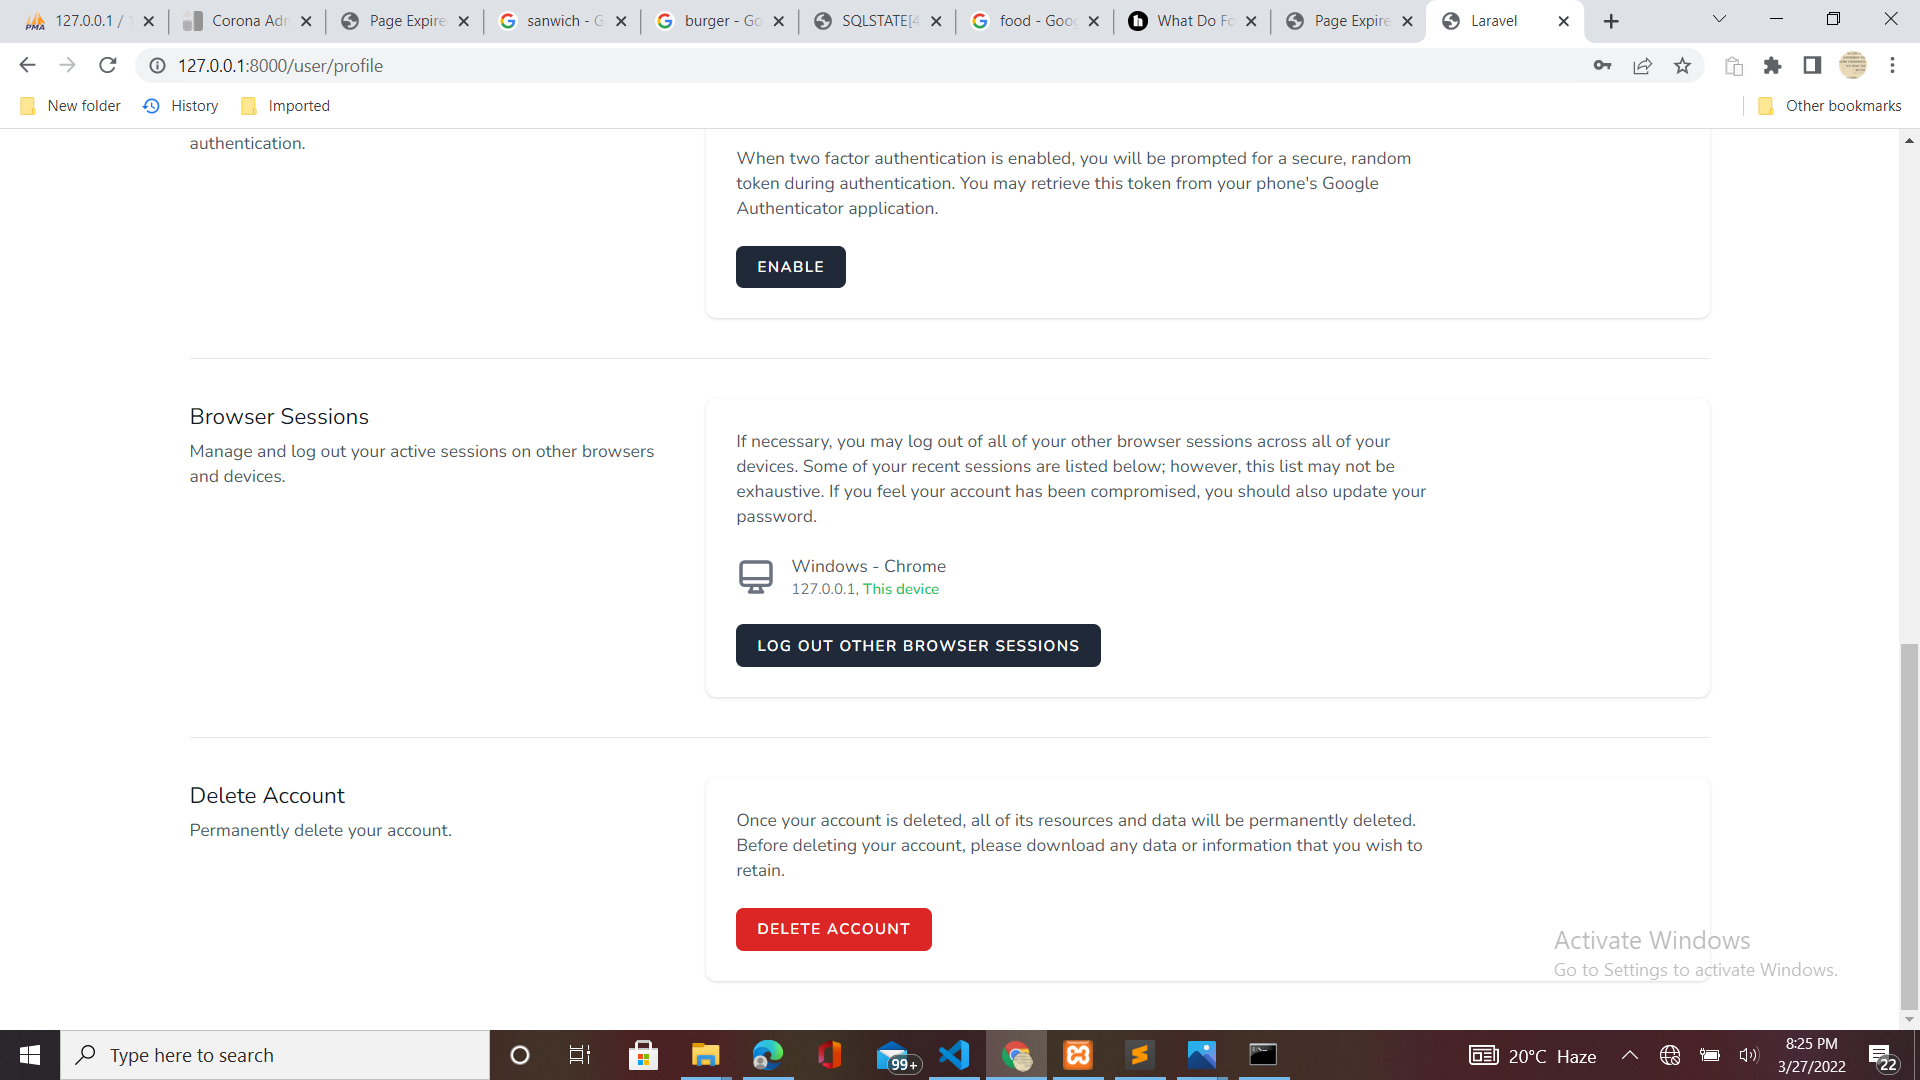 127.0.0.1 /
Corona Adm
Page Expire
sanwich - G
burger - Go
SQLSTATE[4
food - Goog
What Do Fo
Page Expire
Laravel
127.0.0.1:8000/user/profile
New folder
History
Imported
Other bookmarks
authentication.
When two factor authentication is enabled, you will be prompted for a secure, random
token during authentication. You may retrieve this token from your phone's Google
Authenticator application.
ENABLE
Browser Sessions
Manage and log out your active sessions on other browsers
and devices.
If necessary, you may log out of all of your other browser sessions across all of your
devices. Some of your recent sessions are listed below; however, this list may not be
exhaustive. If you feel your account has been compromised, you should also update your
password.
Windows - Chrome
127.0.0.1, This device
LOG OUT OTHER BROWSER SESSIONS
Delete Account
Permanently delete your account.
Once your account is deleted, all of its resources and data will be permanently deleted.
Before deleting your account, please download any data or information that you wish to
retain.
DELETE ACCOUNT
Activate Windows
Go to Settings to activate Windows.
Type here to search
99+
20°C Haze
8:25 PM
3/27/2022
22